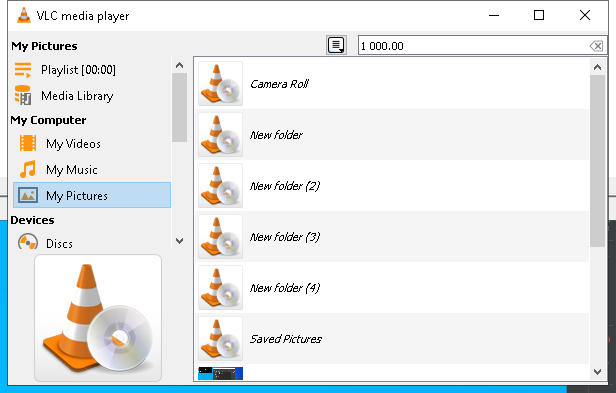 VLC media player
My Pictures
1 000.00
Playlist [00:00]
Media Library
My Computer
My Videos
My Music
My Pictures
Devices
Discs
Camera Roll
New folder
New folder (2)
New folder (3)
New folder (4)
Saved Pictures